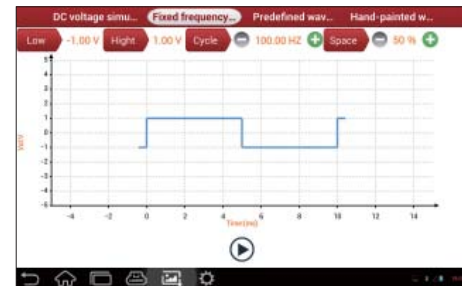 DC voltage simu... Fixed frequency... Predefined wav... Hand-painted w...
Low -1.00 V Hight 1.00 V Cycle 100.00 HZ Space 50 %
5
4
3
2
1
0
-1
-2
-3
-4
-5
-4 -2 0 2 4 6 8 10 12 14
Time(ms)